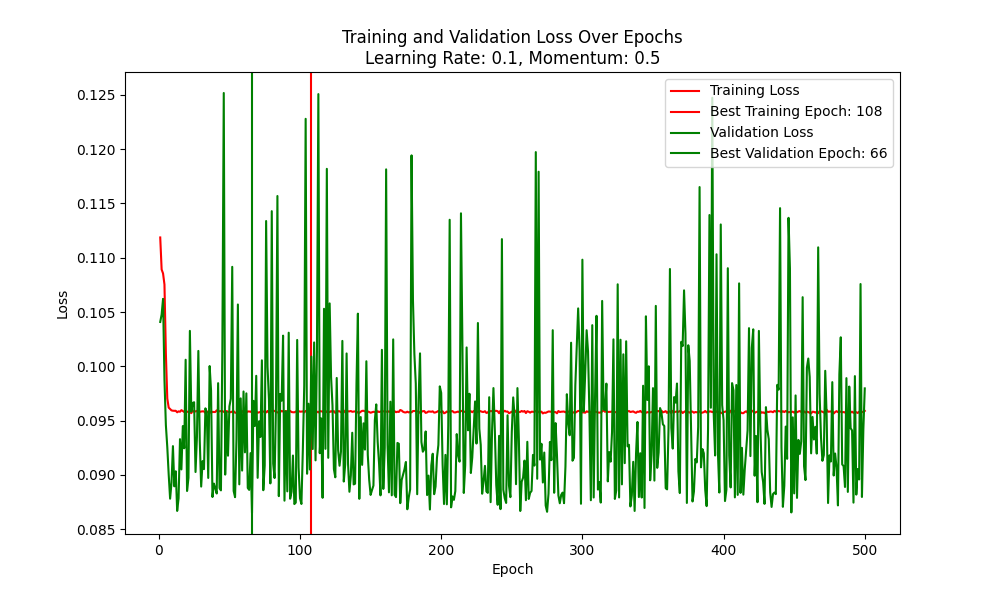 Training and Validation Loss Over Epochs
Learning Rate: 0.1, Momentum: 0.5
Training Loss
Best Training Epoch: 108
Validation Loss
Best Validation Epoch: 66
Loss
0.125
0.120
0.115
0.110
0.105
0.100
0.095
0.090
0.085
0 100 200 300 400 500
Epoch